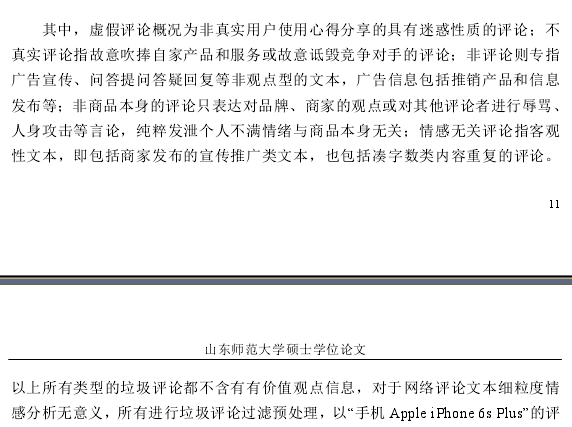 其中，虚假评论概况为非真实用户使用心得分享的具有迷惑性质的评论；不
真实评论指故意吹捧自家产品和服务或故意诋毁竞争对手的评论；非评论则专指
广告宣传、问答提问答疑回复等非观点型的文本，广告信息包括推销产品和信息
发布等；非商品本身的评论只表达对品牌、商家的观点或对其他评论者进行辱骂、
人身攻击等言论，纯粹发泄个人不满情绪与商品本身无关；情感无关评论指客观
性文本，即包括商家发布的宣传推广类文本，也包括凑字数类内容重复的评论。
11
山东师范大学硕士学位论文
以上所有类型的垃圾评论都不含有有价值观点信息，对于网络评论文本细粒度情
感分析无意义，所有进行垃圾评论过滤预处理，以“手机 Apple iPhone 6s Plus”的评